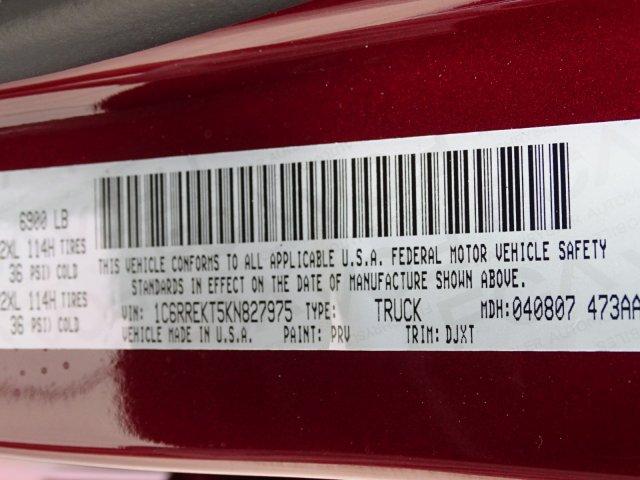 6900 LB
2XL 114H TIRES
36 PSI) COLD
2XL 114H TIRES
36 PSI) COLD
THIS VEHICLE CONFORMS TO ALL APPLICABLE U.S.A. FEDERAL MOTOR VEHICLE SAFETY
STANDARDS IN EFFECT ON THE DATE OF MANUFACTURE SHOWN ABOVE.
VIN: 1C6RREKT5KN827975 TYPE: TRUCK MDH:040807 473AA
VEHICLE MADE IN U.S.A. PAINT: PRV TRIM: DJXT